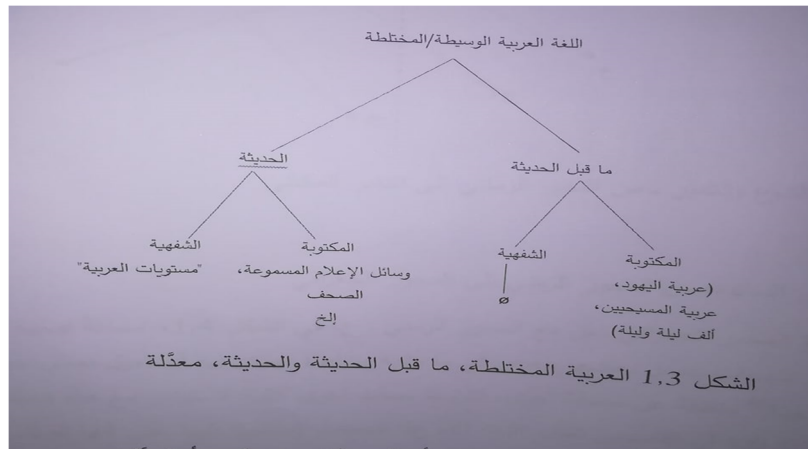 اللغة العربية الوسيطة/المختلطة
ما قبل الحديثة
الحديثة
المكتوبة
(عربية اليهود،
عربية المسيحيين،
ألف ليلة وليلة)
الشفهية
ø
المكتوبة
وسائل الإعلام المسموعة،
الصحف
إلخ
الشفهية
"مستويات العربية"
الشكل 1,3 العربية المختلطة، ما قبل الحديثة والحديثة، معدَّلة